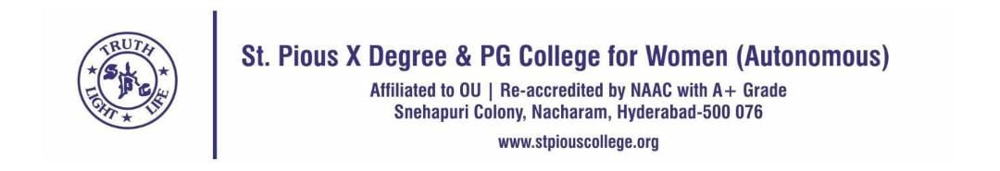 TRUTH
SPXC
LIGHT
LIFE
St. Pious X Degree & PG College for Women (Autonomous)
Affiliated to OU | Re-accredited by NAAC with A+ Grade
Snehapuri Colony, Nacharam, Hyderabad-500 076
www.stpiouscollege.org